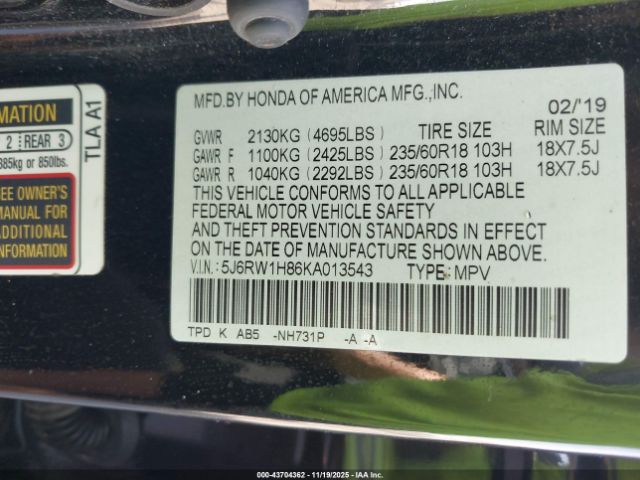 MATION
2 REAR 3
385kg or 850lbs.
EE OWNER'S
MANUAL FOR
ADDITIONAL
NFORMATION
TLA A1
MFD.BY HONDA OF AMERICA MFG.,INC.
02/'19
GVWR 2130KG (4695LBS) TIRE SIZE RIM SIZE
GAWR F 1100KG (2425LBS) 235/60R18 103H 18X7.5J
GAWR R 1040KG (2292LBS) 235/60R18 103H 18X7.5J
THIS VEHICLE CONFORMS TO ALL APPLICABLE
FEDERAL MOTOR VEHICLE SAFETY
AND THEFT PREVENTION STANDARDS IN EFFECT
ON THE DATE OF MANUFACTURE SHOWN ABOVE.
V.I.N.: 5J6RW1H86KA013543 TYPE: MPV
TPD K AB5 -NH731P -A -A
000-43704362 - 11/19/2025 - IAA Inc.